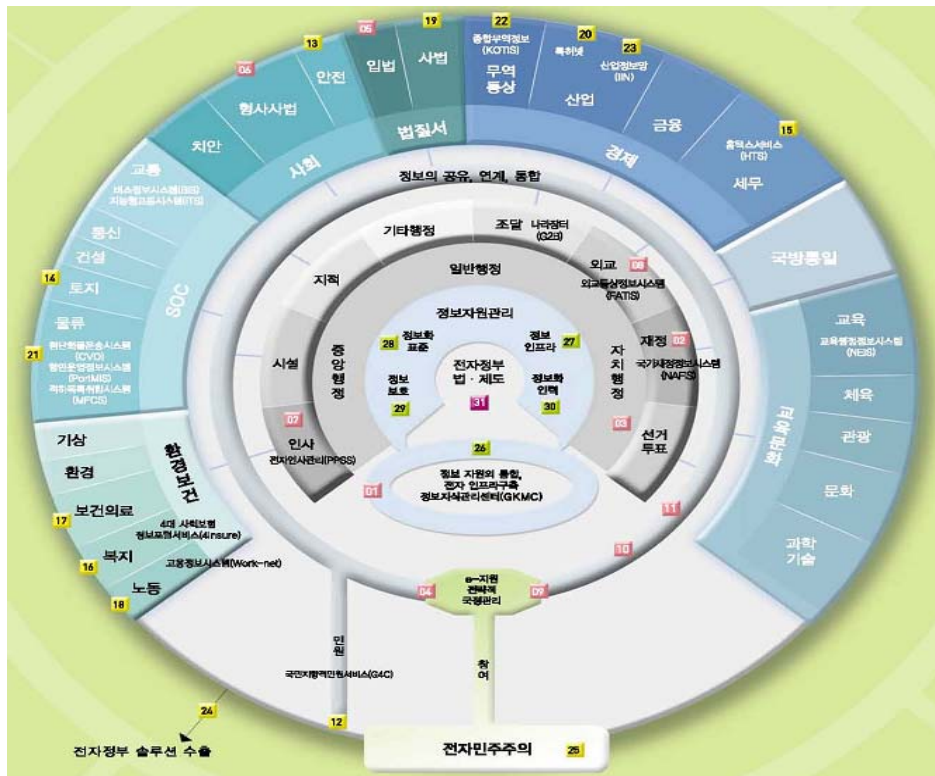 22
종합무역정보
(KOTIS)
무역
통상
20
특허넷
23
산업정보망
(IIN)
산업
금융
15
홈택스서비스
(HTS)
세무
경제
19
사법
05
입법
법질서
13
안전
06
형사사법
치안
사회
정보의 공유, 연계, 통합
교통
버스정보시스템(BIS)
지능형교통시스템(ITS)
통신
건설
14
토지
물류
21
첨단화물운송시스템
(CVO)
항만운영정보시스템
(PortMIS)
적하목록취합시스템
(MFCS)
SOC
국방통일
교육
교육행정정보시스템
(NEIS)
체육
관광
문화
과학
기술
교육문화
기타행정
조달
나라장터
(G2B)
지적
외교
08
외교통상정보시스템
(FATIS)
일반행정
시설
재정
02
국가재정정보시스템
(NAFS)
중앙행정
자치행정
정보자원관리
28
정보화
표준
정보
인프라
27
전자정부
법·제도
31
정보
보호
29
정보화
인력
30
07
인사
전자인사관리(PPSS)
03
선거
투표
26
정보 자원의 통합,
전자 인프라구축
정보지식관리센터(GKMC)
01
11
10
기상
환경
17
보건의료
16
복지
18
노동
환경보건
4대 사회보험
정보포털서비스(4insure)
고용정보시스템(Work-net)
04
e-지원
전략적
국정관리
09
민원
국민지향적민원서비스(G4C)
12
참여
24
전자정부 솔루션 수출
전자민주주의
25